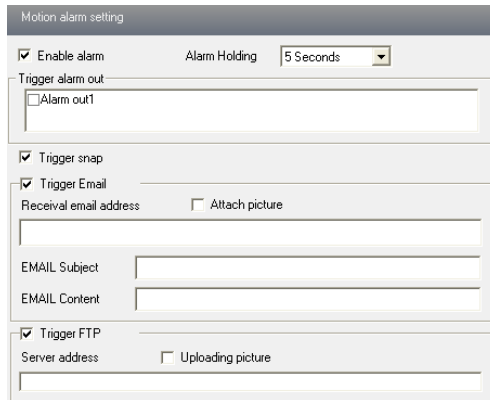 Motion alarm setting
Enable alarm Alarm Holding 5 Seconds
Trigger alarm out
Alarm out1
Trigger snap
Trigger Email
Receival email address Attach picture
EMAIL Subject
EMAIL Content
Trigger FTP
Server address Uploading picture